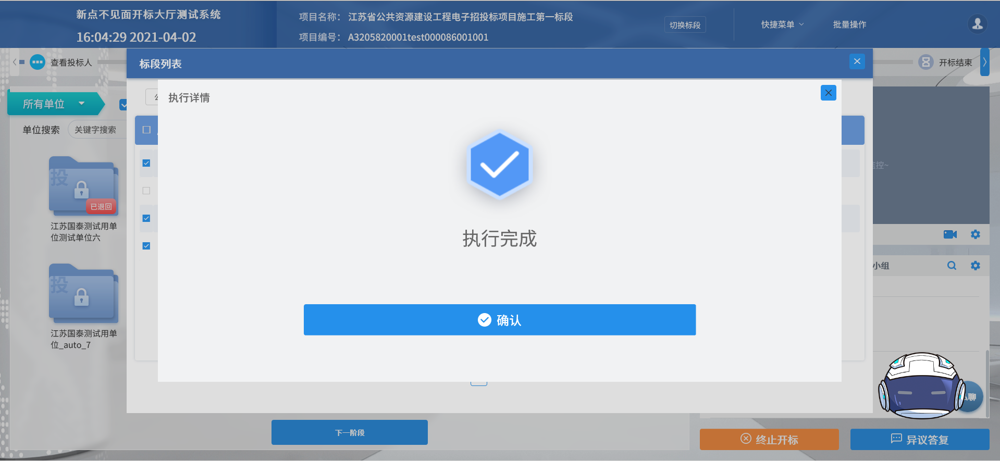 新点不见面开标大厅测试系统
16:04:29 2021-04-02
项目名称： 江苏省公共资源建设工程电子招投标项目施工第一标段
项目编号： A3205820001test000086001001
切换标段
快捷菜单
批量操作
查看投标人
标段列表
开标结束
所有单位
执行详情
单位搜索
关键字搜索
控~
投
已退回
江苏国泰测试用单
位测试单位六
执行完成
小组
投
江苏国泰测试用单
位_auto_7
确认
聊
下一阶段
终止开标
异议答复